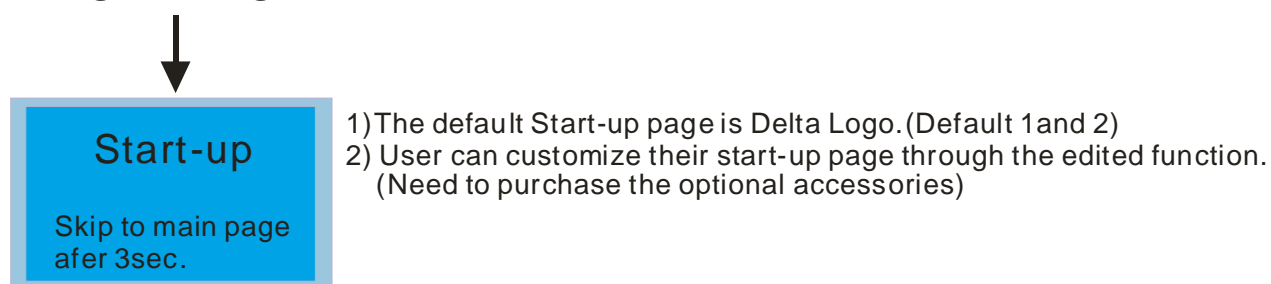 Start-up
Skip to main page
afer 3sec.
1)The default Start-up page is Delta Logo.(Default 1and 2)
2) User can customize their start-up page through the edited function.
(Need to purchase the optional accessories)